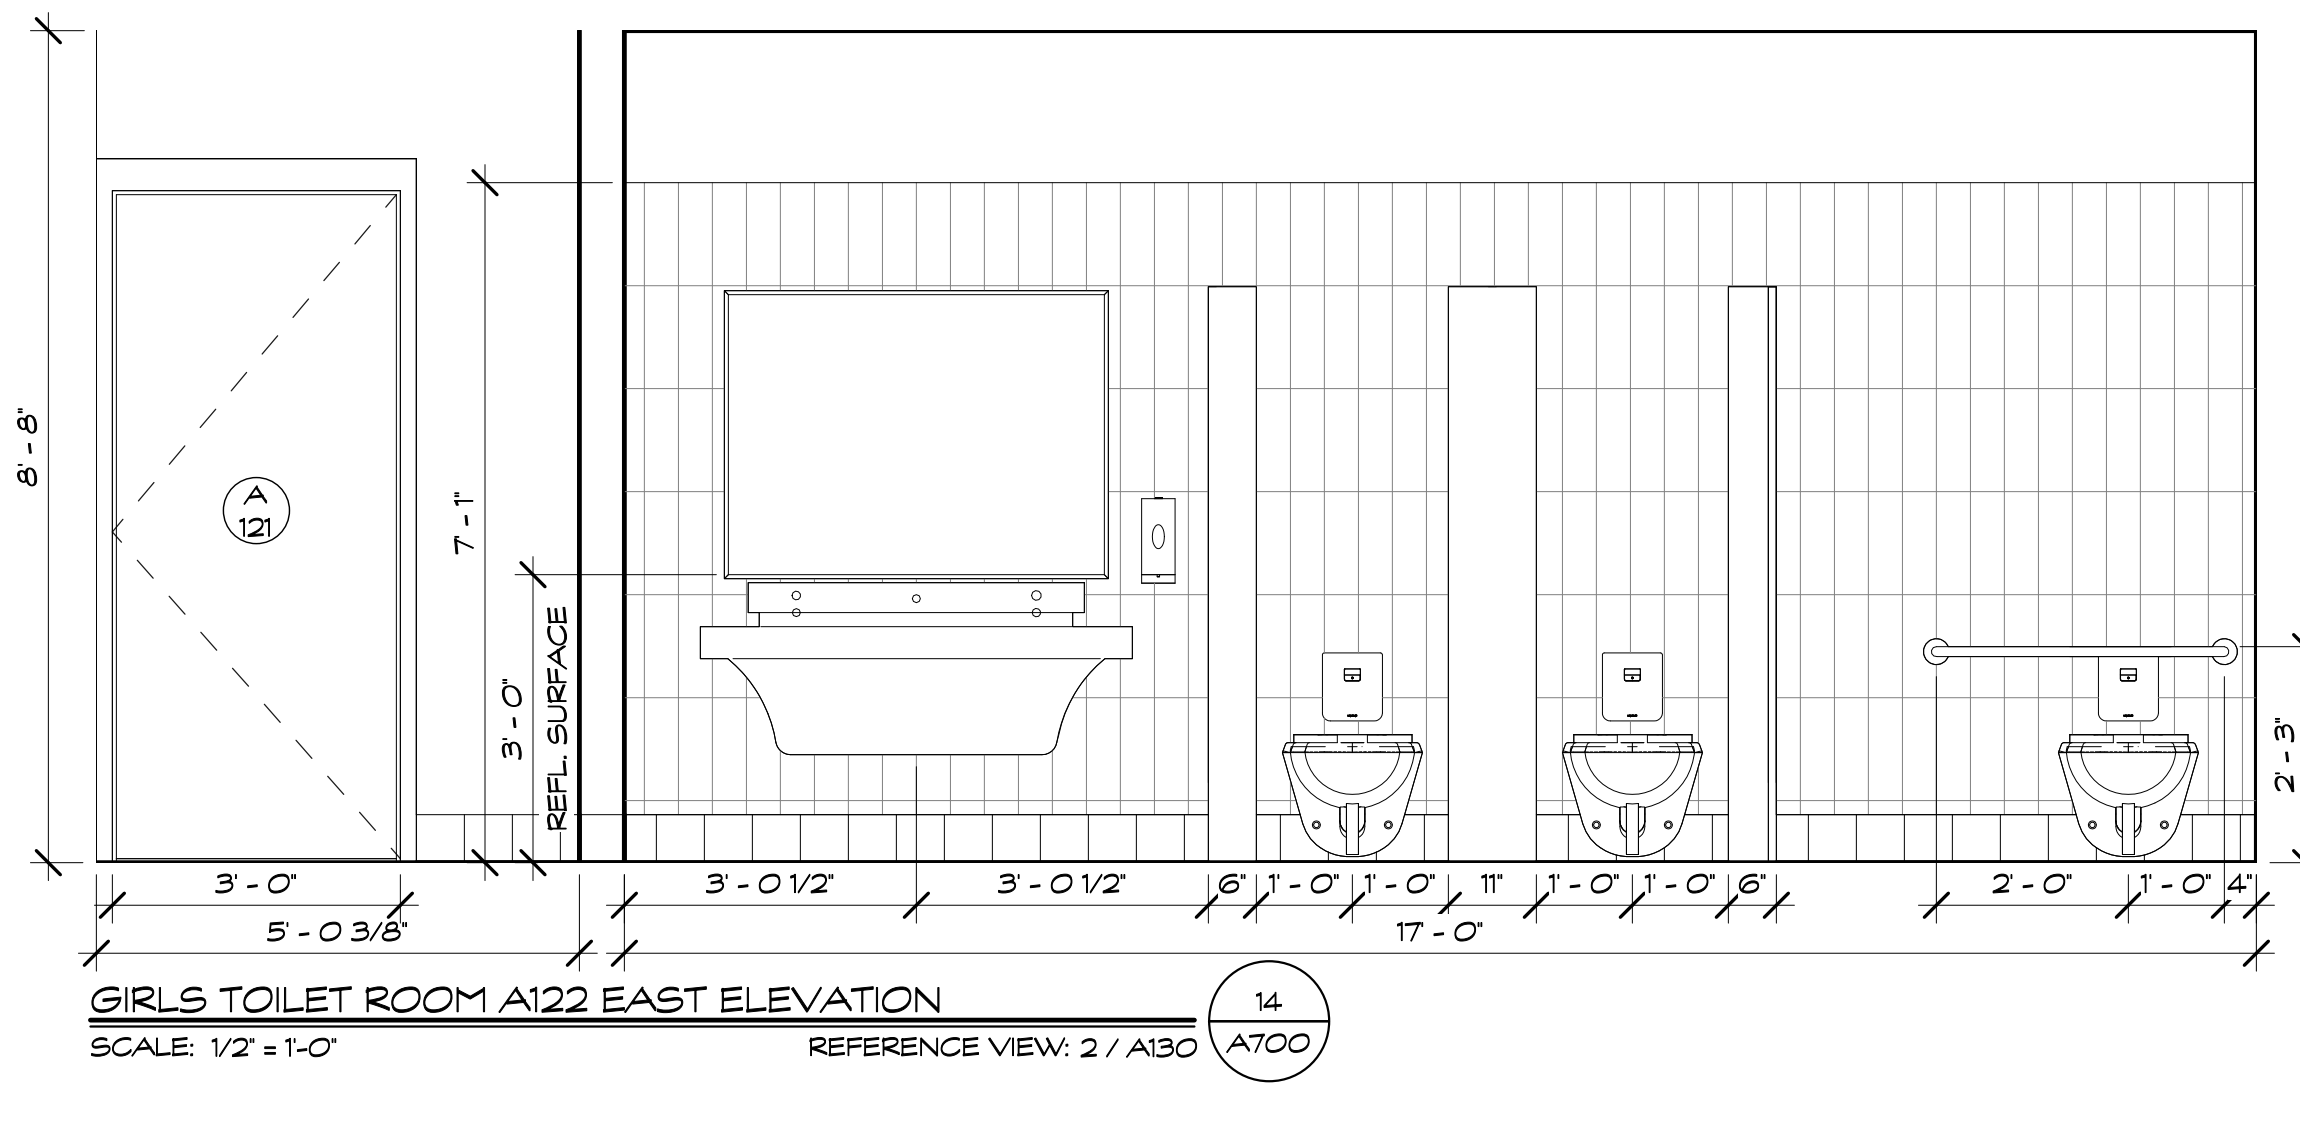 8' - 8"
A
121
7' - 1"
3' - 0"
REFL. SURFACE
2' - 3"
3' - 0"
5' - 0 3/8"
3' - 0 1/2" 3' - 0 1/2" 6" 1' - 0" 1' - 0" 11" 1' - 0" 1' - 0" 6" 2' - 0" 1' - 0" 4"
17' - 0"
GIRLS TOILET ROOM A122 EAST ELEVATION
SCALE: 1/2" = 1'-0"
REFERENCE VIEW: 2 / A130
14
A700